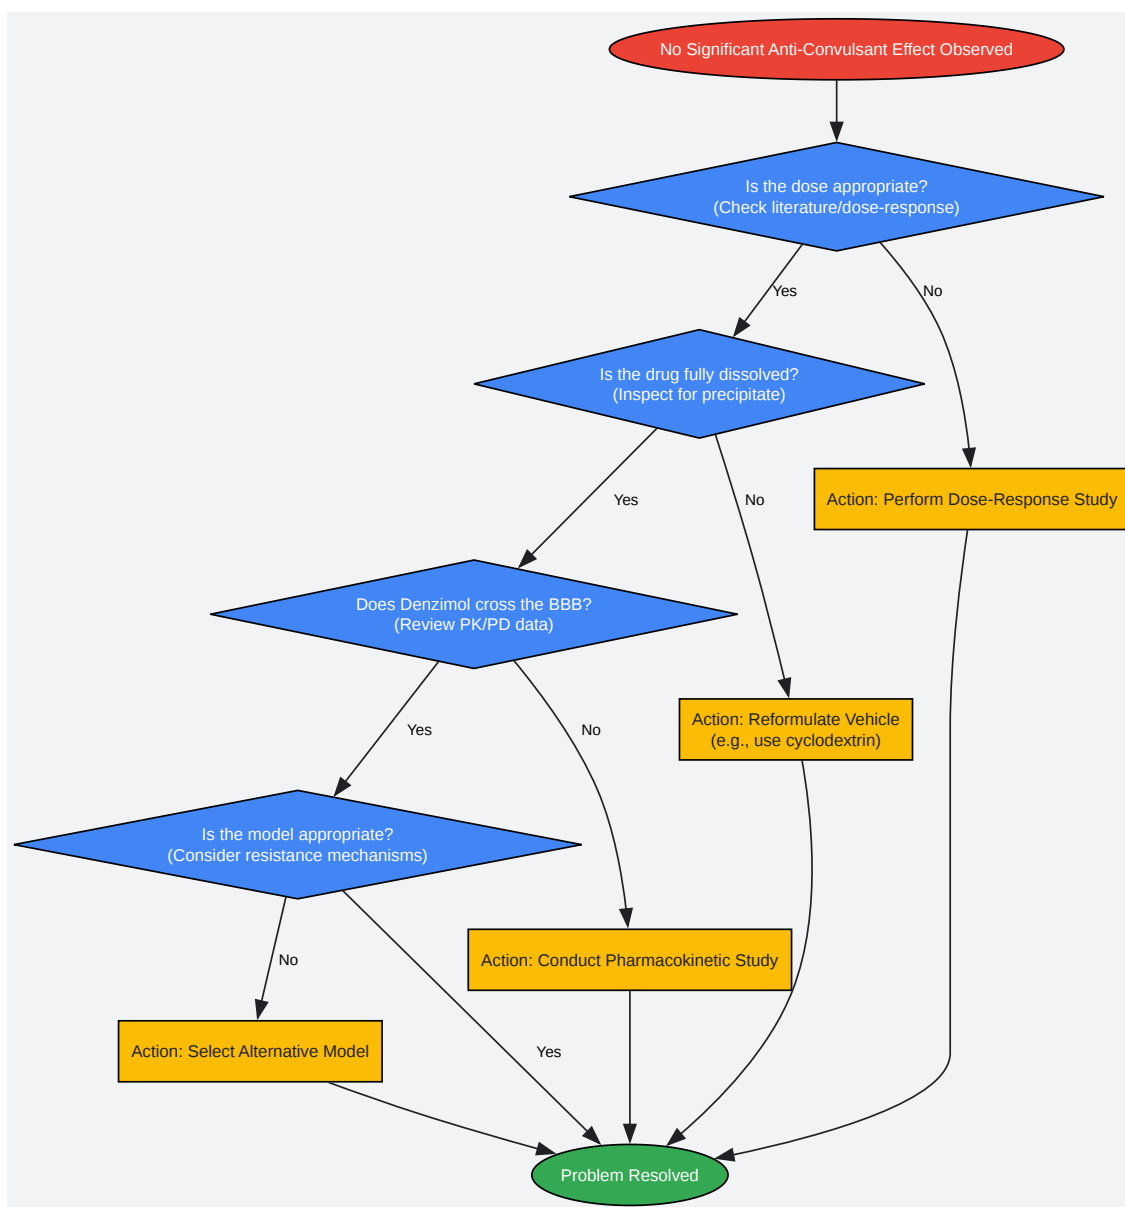 No Significant Anti-Convulsant Effect Observed
Is the dose appropriate?
(Check literature/dose-response)
Yes
No
Is the drug fully dissolved?
(Inspect for precipitate)
Yes
No
Action: Perform Dose-Response Study
Does Denzimol cross the BBB?
(Review PK/PD data)
Yes
No
Action: Reformulate Vehicle
(e.g., use cyclodextrin)
Is the model appropriate?
(Consider resistance mechanisms)
No
Yes
Action: Conduct Pharmacokinetic Study
Action: Select Alternative Model
Problem Resolved